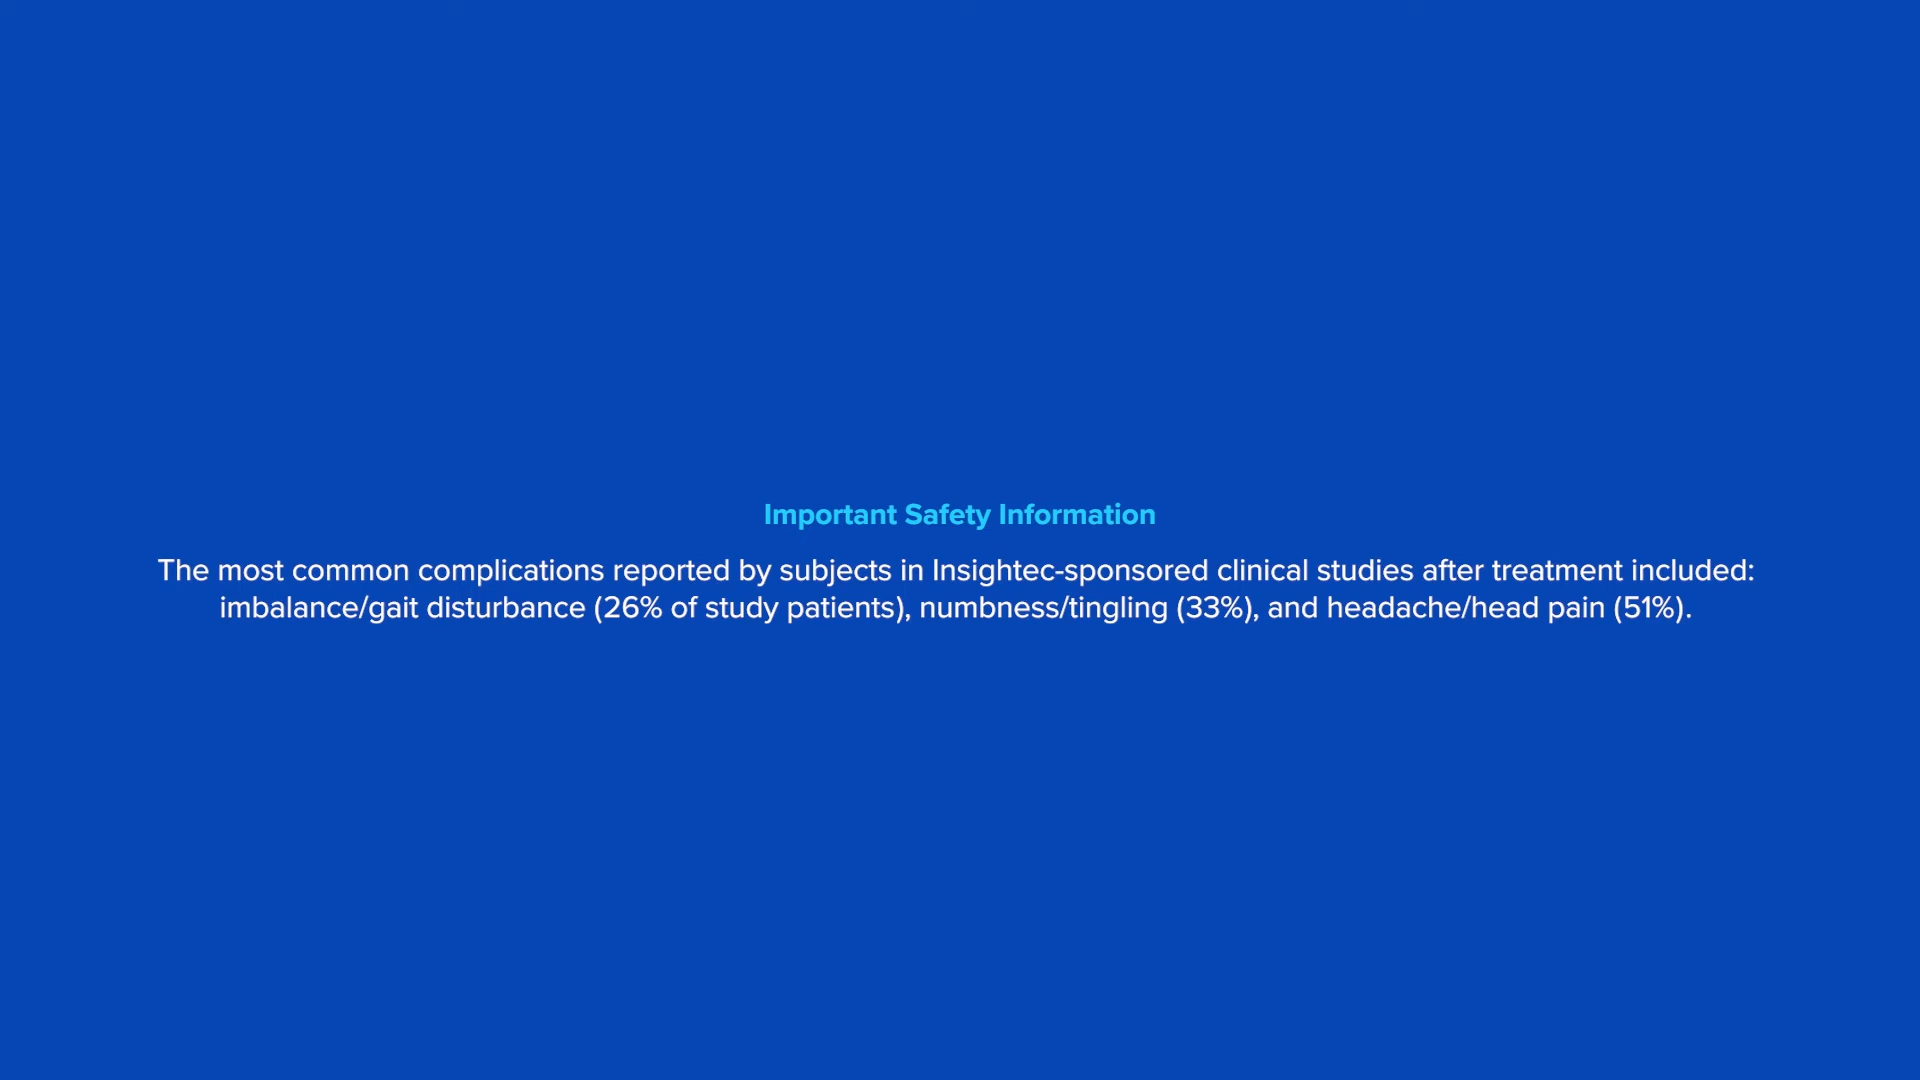 Important Safety Information
The most common complications reported by subjects in Insightec-sponsored clinical studies after treatment included:
imbalance/gait disturbance (26% of study patients), numbness/tingling (33%), and headache/head pain (51%).